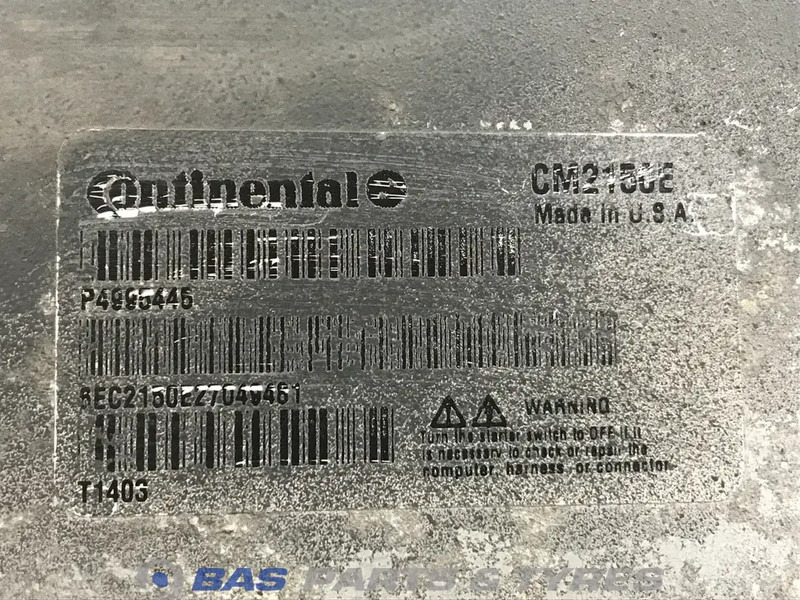 Continental
CM2150E
Made in U.S.A.
P4995445
SEC2150E27049461
T1403
WARNING
Turn the starter switch to OFF if it
is necessary to check or repair the
computer, harness, or connector.
BAS PARTS & TYRES